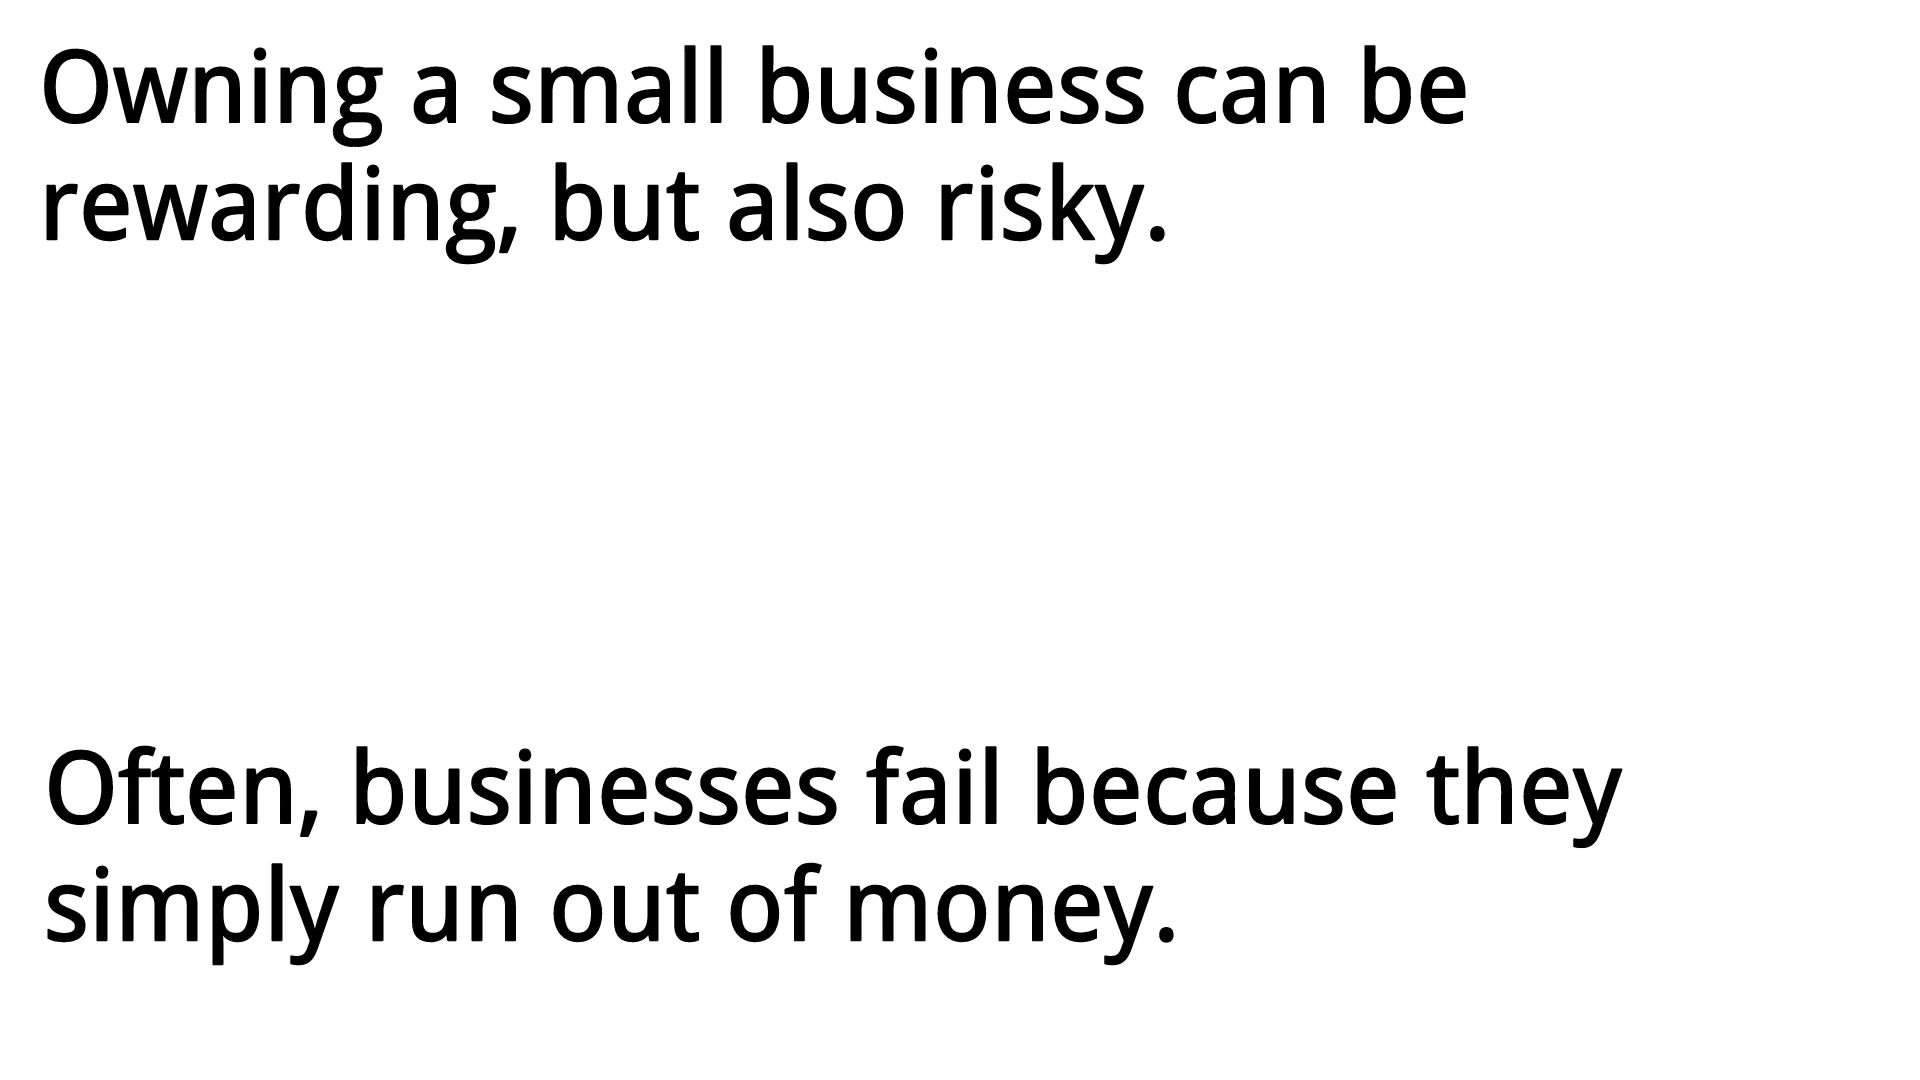 Owning a small business can be
rewarding, but also risky.
Often, businesses fail because they
simply run out of money.